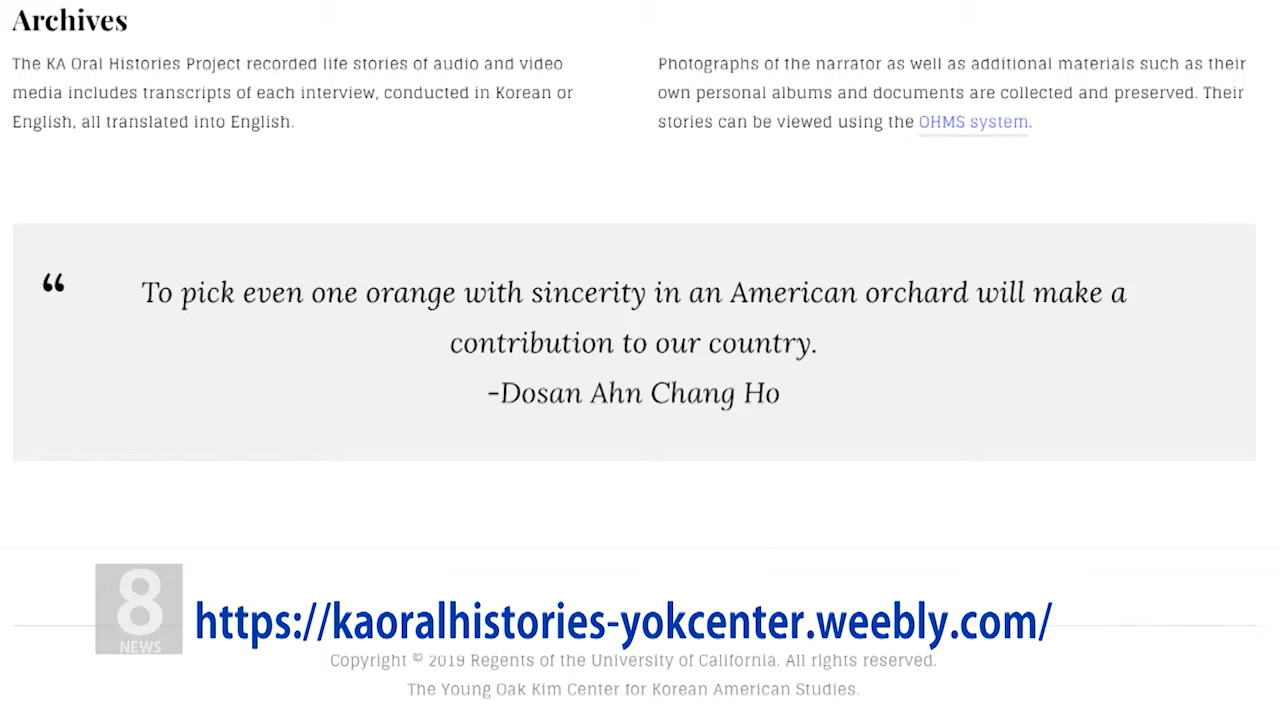 Archives
The KA Oral Histories Project recorded life stories of audio and video
media includes transcripts of each interview, conducted in Korean or
English, all translated into English.
Photographs of the narrator as well as additional materials such as their
own personal albums and documents are collected and preserved. Their
stories can be viewed using the OHMS system.
“
To pick even one orange with sincerity in an American orchard will make a
contribution to our country.
-Dosan Ahn Chang Ho
8
NEWS
https://kaoralhistories-yokcenter.weebly.com/
Copyright © 2019 Regents of the University of California. All rights reserved.
The Young Oak Kim Center for Korean American Studies.